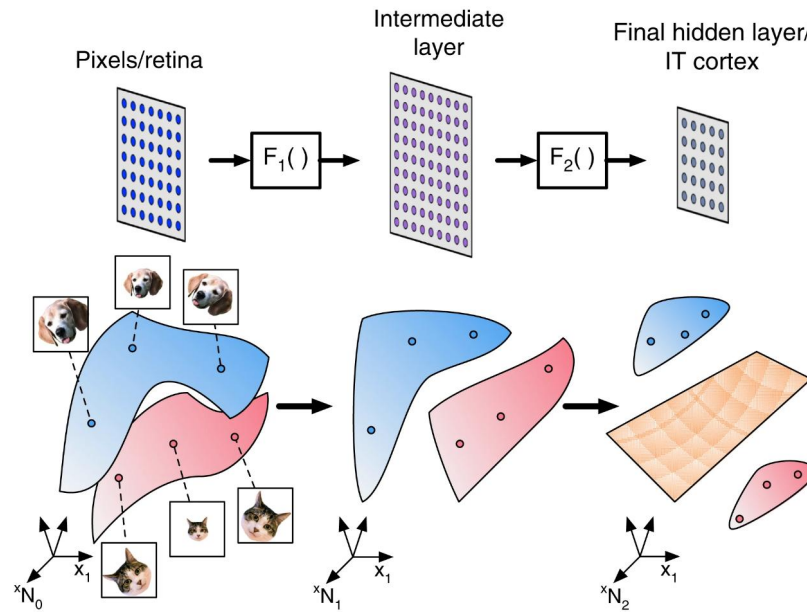 Pixels/retina
Intermediate
layer
Final hidden layer/
IT cortex
F₁( )
F₂( )
x₁
xN₀
x₁
xN₁
x₁
xN₂